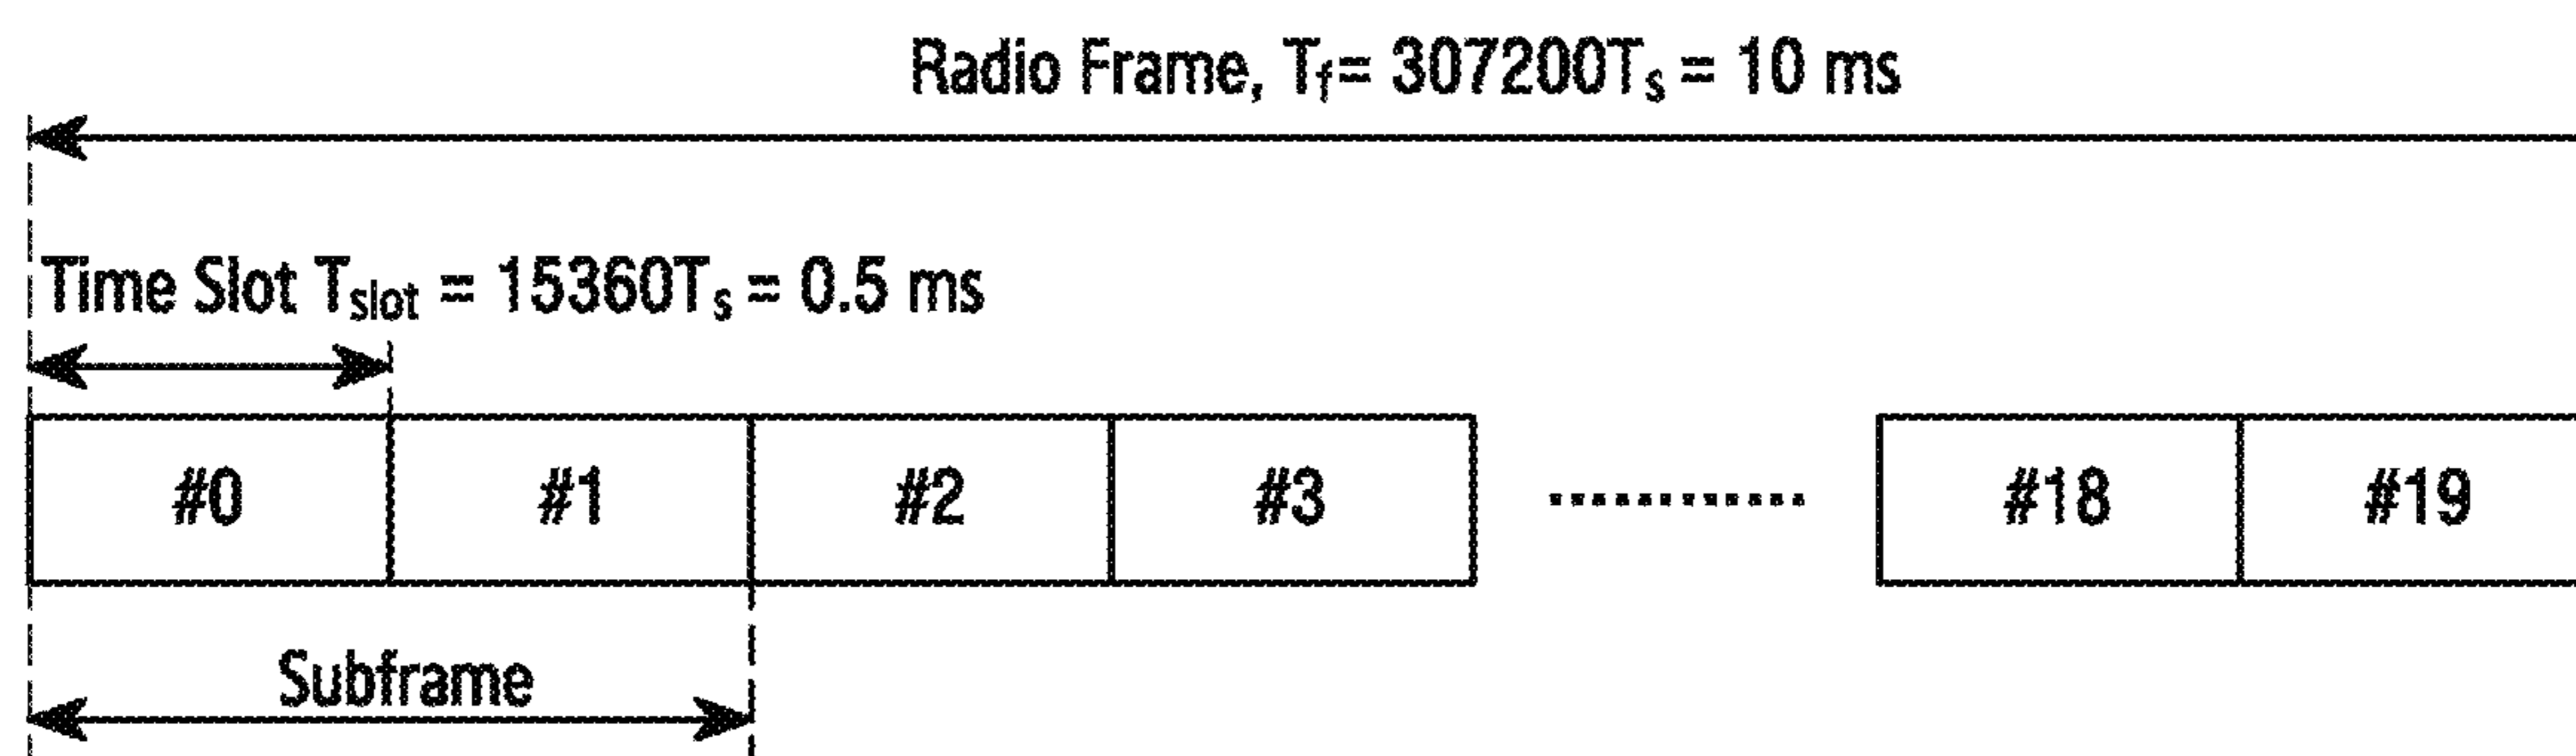 Radio Frame, Tf= 307200Ts = 10 ms
Time Slot Tslot = 15360Ts = 0.5 ms
#0 #1 #2 #3 ............ #18 #19
Subframe